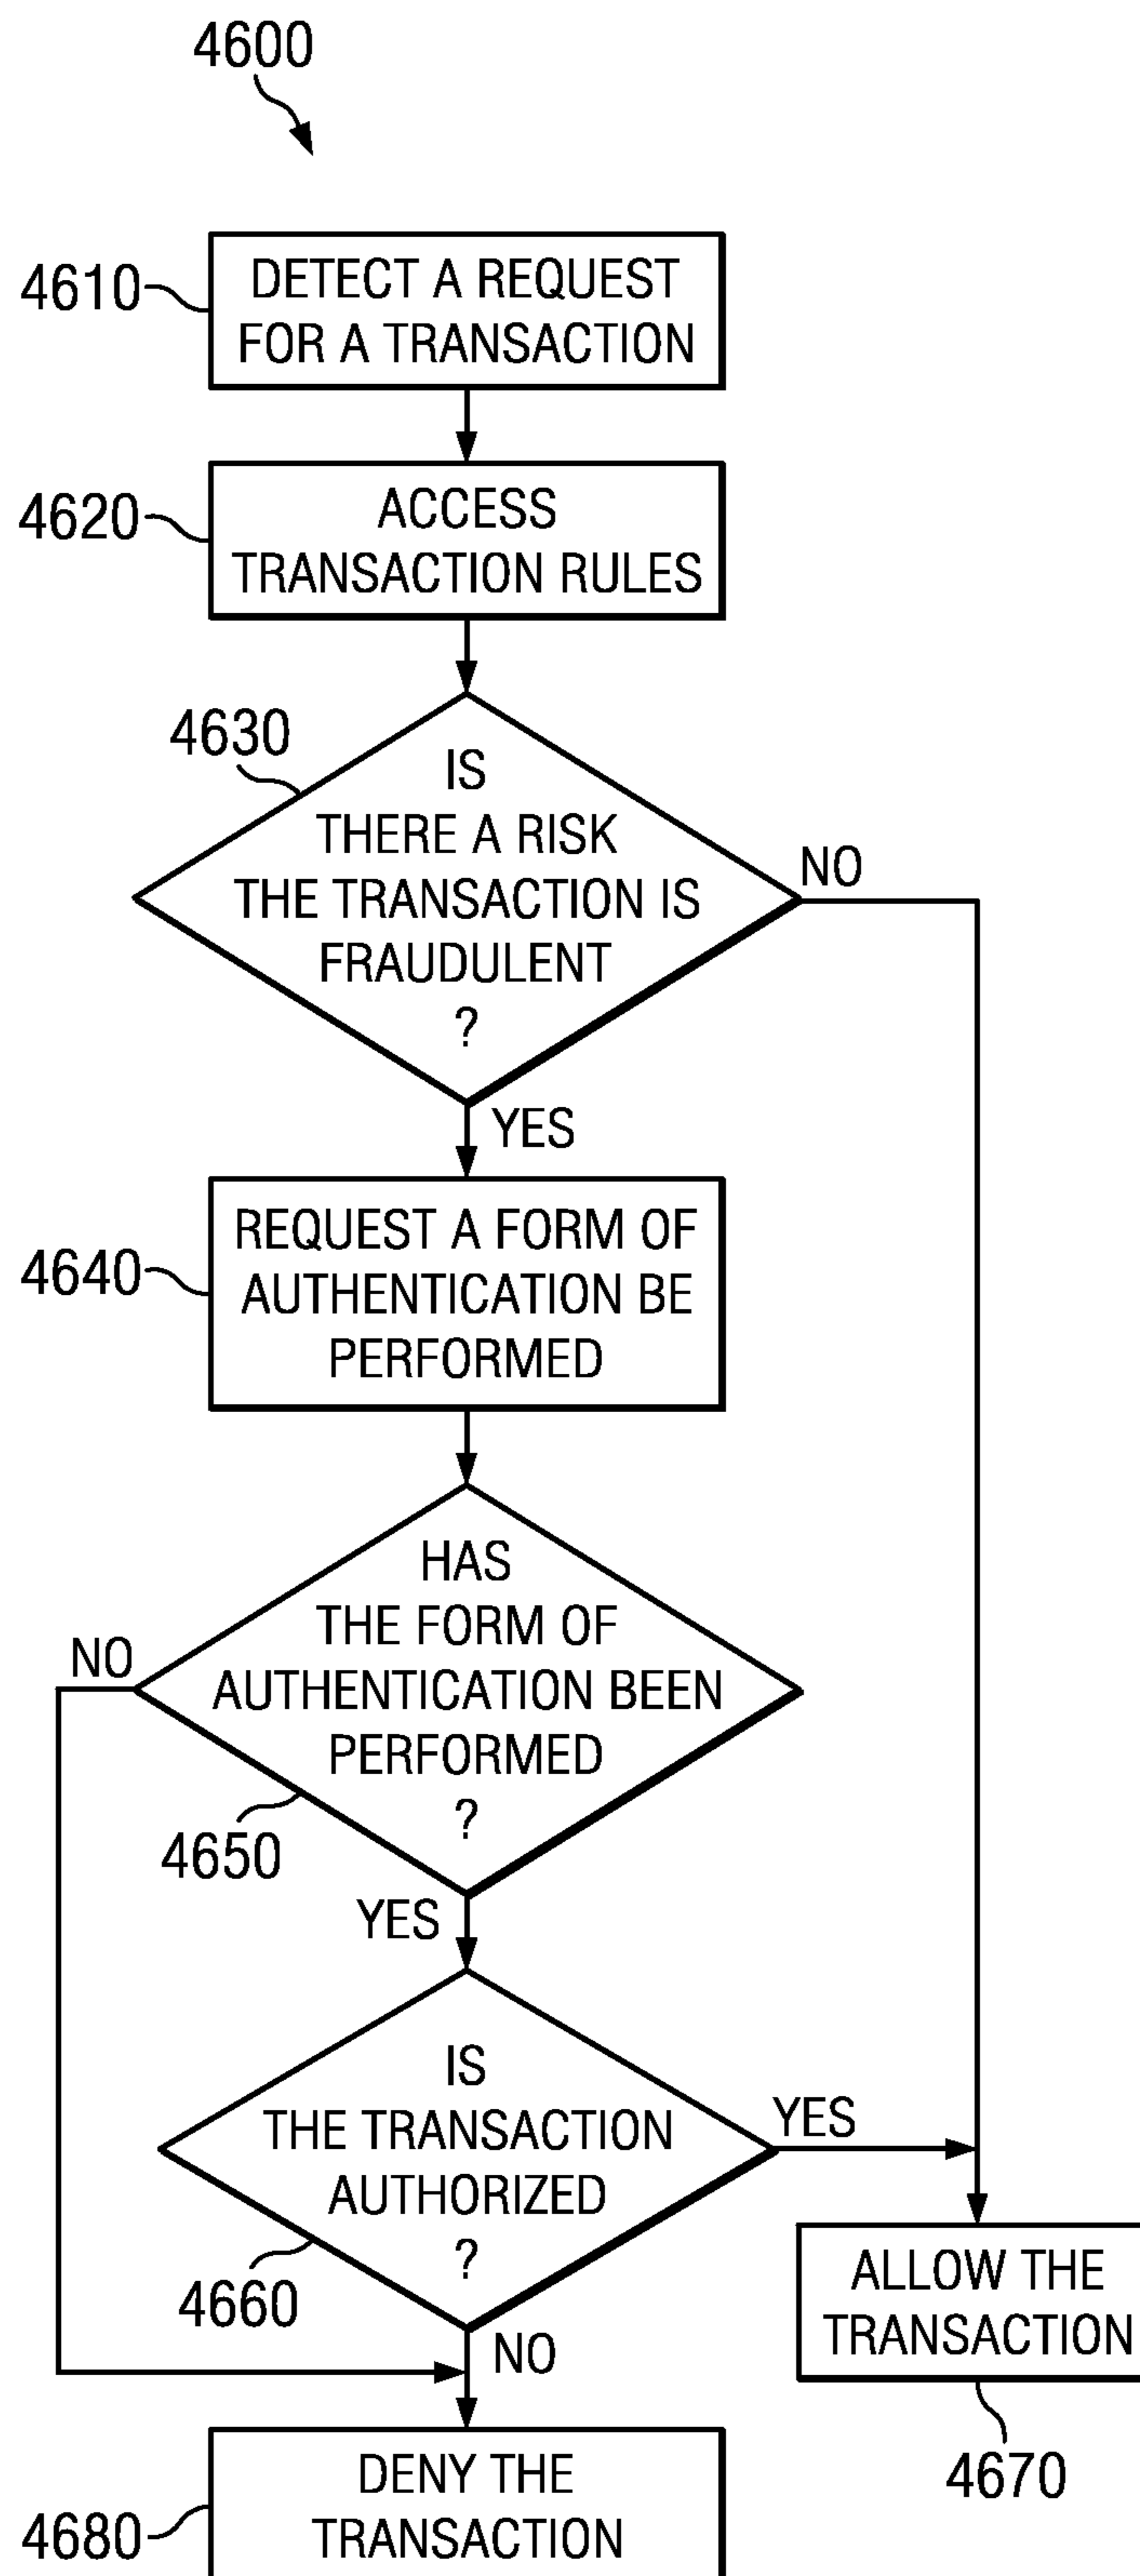 4600
4610
DETECT A REQUEST
FOR A TRANSACTION
4620
ACCESS
TRANSACTION RULES
4630
IS
THERE A RISK
THE TRANSACTION IS
FRAUDULENT
?
NO
YES
4640
REQUEST A FORM OF
AUTHENTICATION BE
PERFORMED
HAS
THE FORM OF
AUTHENTICATION BEEN
PERFORMED
?
NO
4650
YES
IS
THE TRANSACTION
AUTHORIZED
?
YES
4660
NO
ALLOW THE
TRANSACTION
4670
4680
DENY THE
TRANSACTION